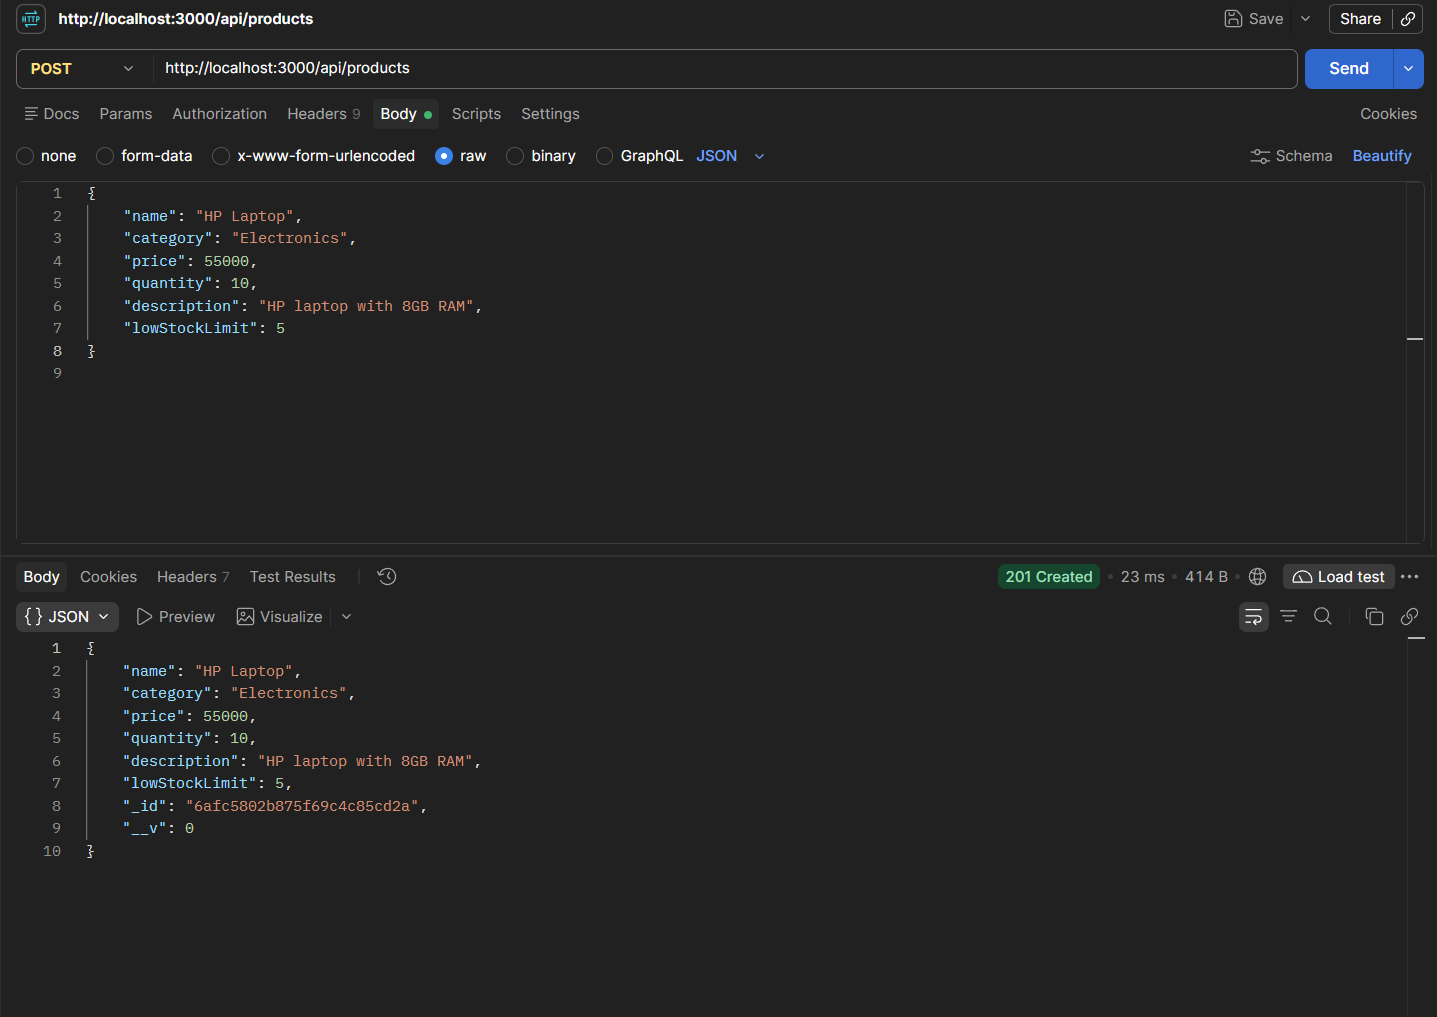 HTTP http://localhost:3000/api/products Save Share
POST http://localhost:3000/api/products Send
Docs Params Authorization Headers 9 Body Scripts Settings Cookies
none form-data x-www-form-urlencoded raw binary GraphQL JSON Schema Beautify
1 {
2 "name": "HP Laptop",
3 "category": "Electronics",
4 "price": 55000,
5 "quantity": 10,
6 "description": "HP laptop with 8GB RAM",
7 "lowStockLimit": 5
8 }
9
Body Cookies Headers 7 Test Results 201 Created • 23 ms • 414 B • Load test
{} JSON Preview Visualize
1 {
2 "name": "HP Laptop",
3 "category": "Electronics",
4 "price": 55000,
5 "quantity": 10,
6 "description": "HP laptop with 8GB RAM",
7 "lowStockLimit": 5,
8 "_id": "6afc5802b875f69c4c85cd2a",
9 "__v": 0
10 }